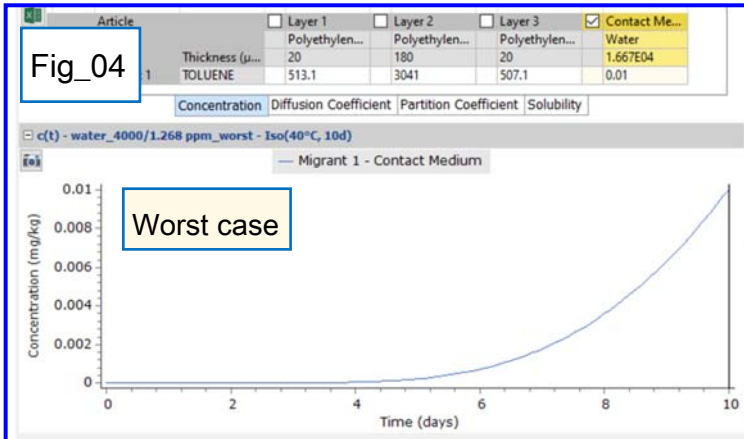 Article Layer 1 Layer 2 Layer 3 Contact Me...
Polyethylen... Polyethylen... Polyethylen... Water
Thickness (µ... 20 180 20 1.667E04
1 TOLUENE 513.1 3041 507.1 0.01
Fig_04
Concentration Diffusion Coefficient Partition Coefficient Solubility
c(t) - water_4000/1.268 ppm_worst - Iso(40°C, 10d)
Migrant 1 - Contact Medium
Worst case
Concentration (mg/kg)
0.01
0.008
0.006
0.004
0.002
0
0 2 4 6 8 10
Time (days)